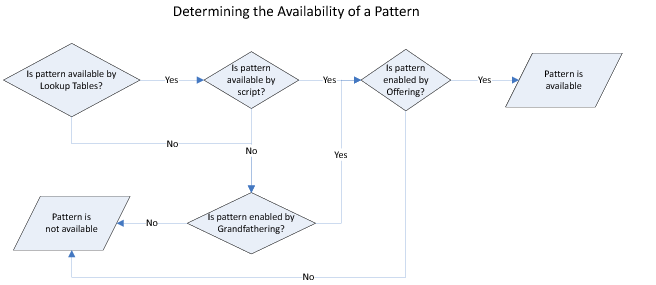 Determining the Availability of a Pattern
Is pattern available by
Lookup Tables?
Yes
Is pattern
available by
script?
Yes
Is pattern
enabled by
Offering?
Yes
Pattern is
available
No
No
Yes
Pattern is
not available
No
Is pattern enabled by
Grandfathering?
No